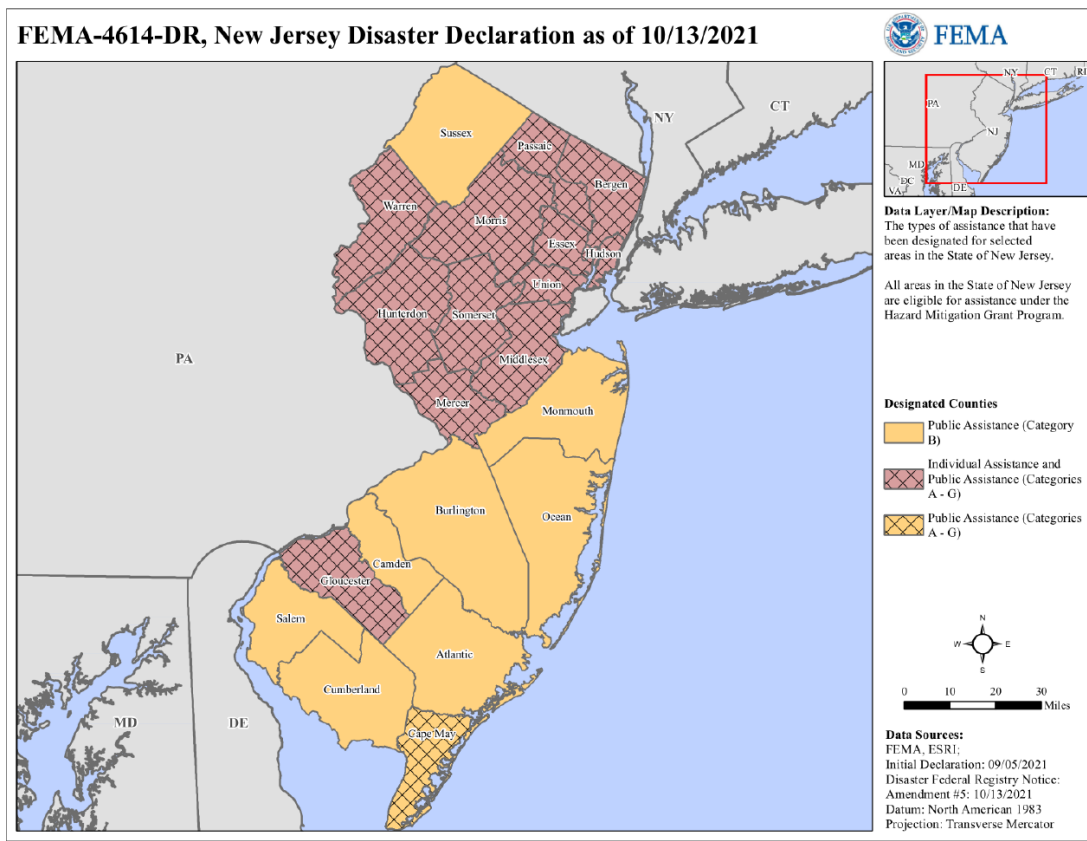 FEMA-4614-DR, New Jersey Disaster Declaration as of 10/13/2021
FEMA
Sussex
Passaic
Bergen
Warren
Morris
Essex
Hudson
Union
Hunterdon
Somerset
Middlesex
Mercer
Monmouth
Burlington
Ocean
Camden
Gloucester
Salem
Atlantic
Cumberland
Cape May
NY
CT
PA
MD
DE
NY
CT
RI
PA
NJ
MD
DC
VA
DE
Data Layer/Map Description:
The types of assistance that have
been designated for selected
areas in the State of New Jersey.
All areas in the State of New Jersey
are eligible for assistance under the
Hazard Mitigation Grant Program.
Designated Counties
Public Assistance (Category
B)
Individual Assistance and
Public Assistance (Categories
A - G)
Public Assistance (Categories
A - G)
N
W E
S
0 10 20 30
Miles
Data Sources:
FEMA, ESRI;
Initial Declaration: 09/05/2021
Disaster Federal Registry Notice:
Amendment #5: 10/13/2021
Datum: North American 1983
Projection: Transverse Mercator